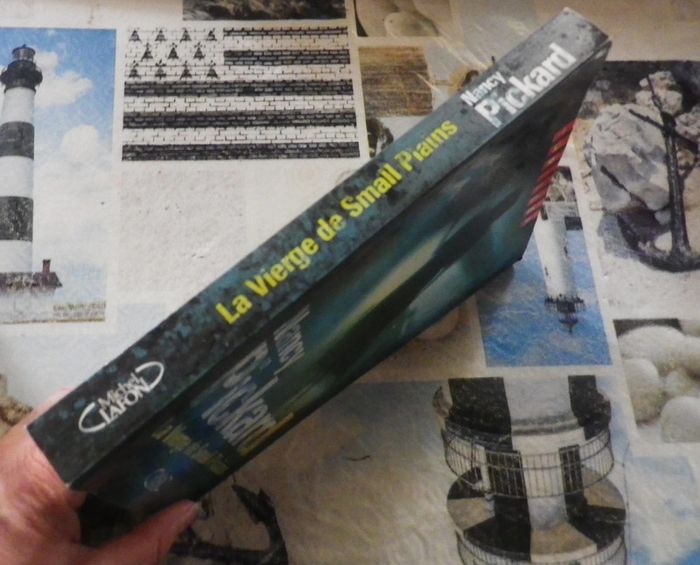 Nancy
Pickard
La Vierge de Small Plains
Michel
LAFON
Nancy
Pickard